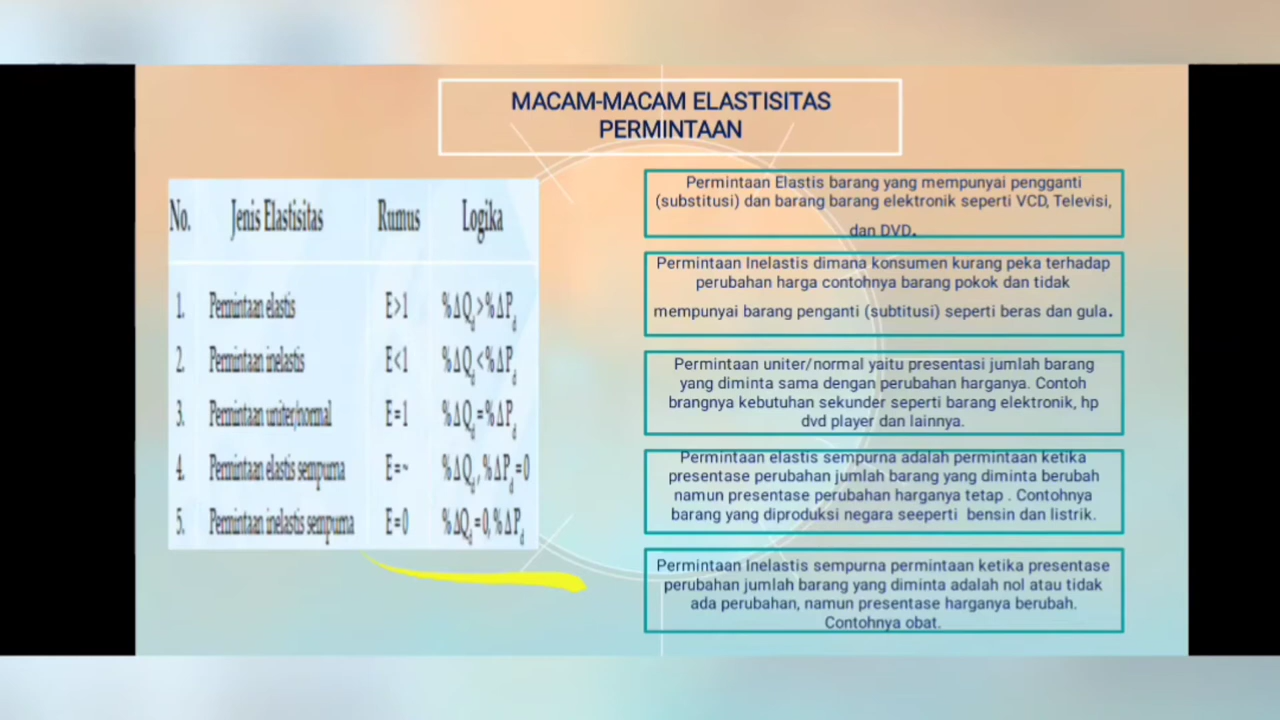 MACAM-MACAM ELASTISITAS
PERMINTAAN
No. Jenis Elastisitas Rumus Logika
1. Permintaan elastis E>1 %ΔQd>%ΔPd
2. Permintaan inelastis E<1 %ΔQd<%ΔPd
3. Permintaan uniter/normal E=1 %ΔQd=%ΔPd
4. Permintaan elastis sempurna E=~ %ΔQd, %ΔPd=0
5. Permintaan inelastis sempurna E=0 %ΔQd=0, %ΔPd
Permintaan Elastis barang yang mempunyai pengganti
(substitusi) dan barang barang elektronik seperti VCD, Televisi,
dan DVD.
Permintaan Inelastis dimana konsumen kurang peka terhadap
perubahan harga contohnya barang pokok dan tidak
mempunyai barang penganti (subtitusi) seperti beras dan gula.
Permintaan uniter/normal yaitu presentasi jumlah barang
yang diminta sama dengan perubahan harganya. Contoh
brangnya kebutuhan sekunder seperti barang elektronik, hp
dvd player dan lainnya.
Permintaan elastis sempurna adalah permintaan ketika
presentase perubahan jumlah barang yang diminta berubah
namun presentase perubahan harganya tetap . Contohnya
barang yang diproduksi negara seeperti bensin dan listrik.
Permintaan Inelastis sempurna permintaan ketika presentase
perubahan jumlah barang yang diminta adalah nol atau tidak
ada perubahan, namun presentase harganya berubah.
Contohnya obat.